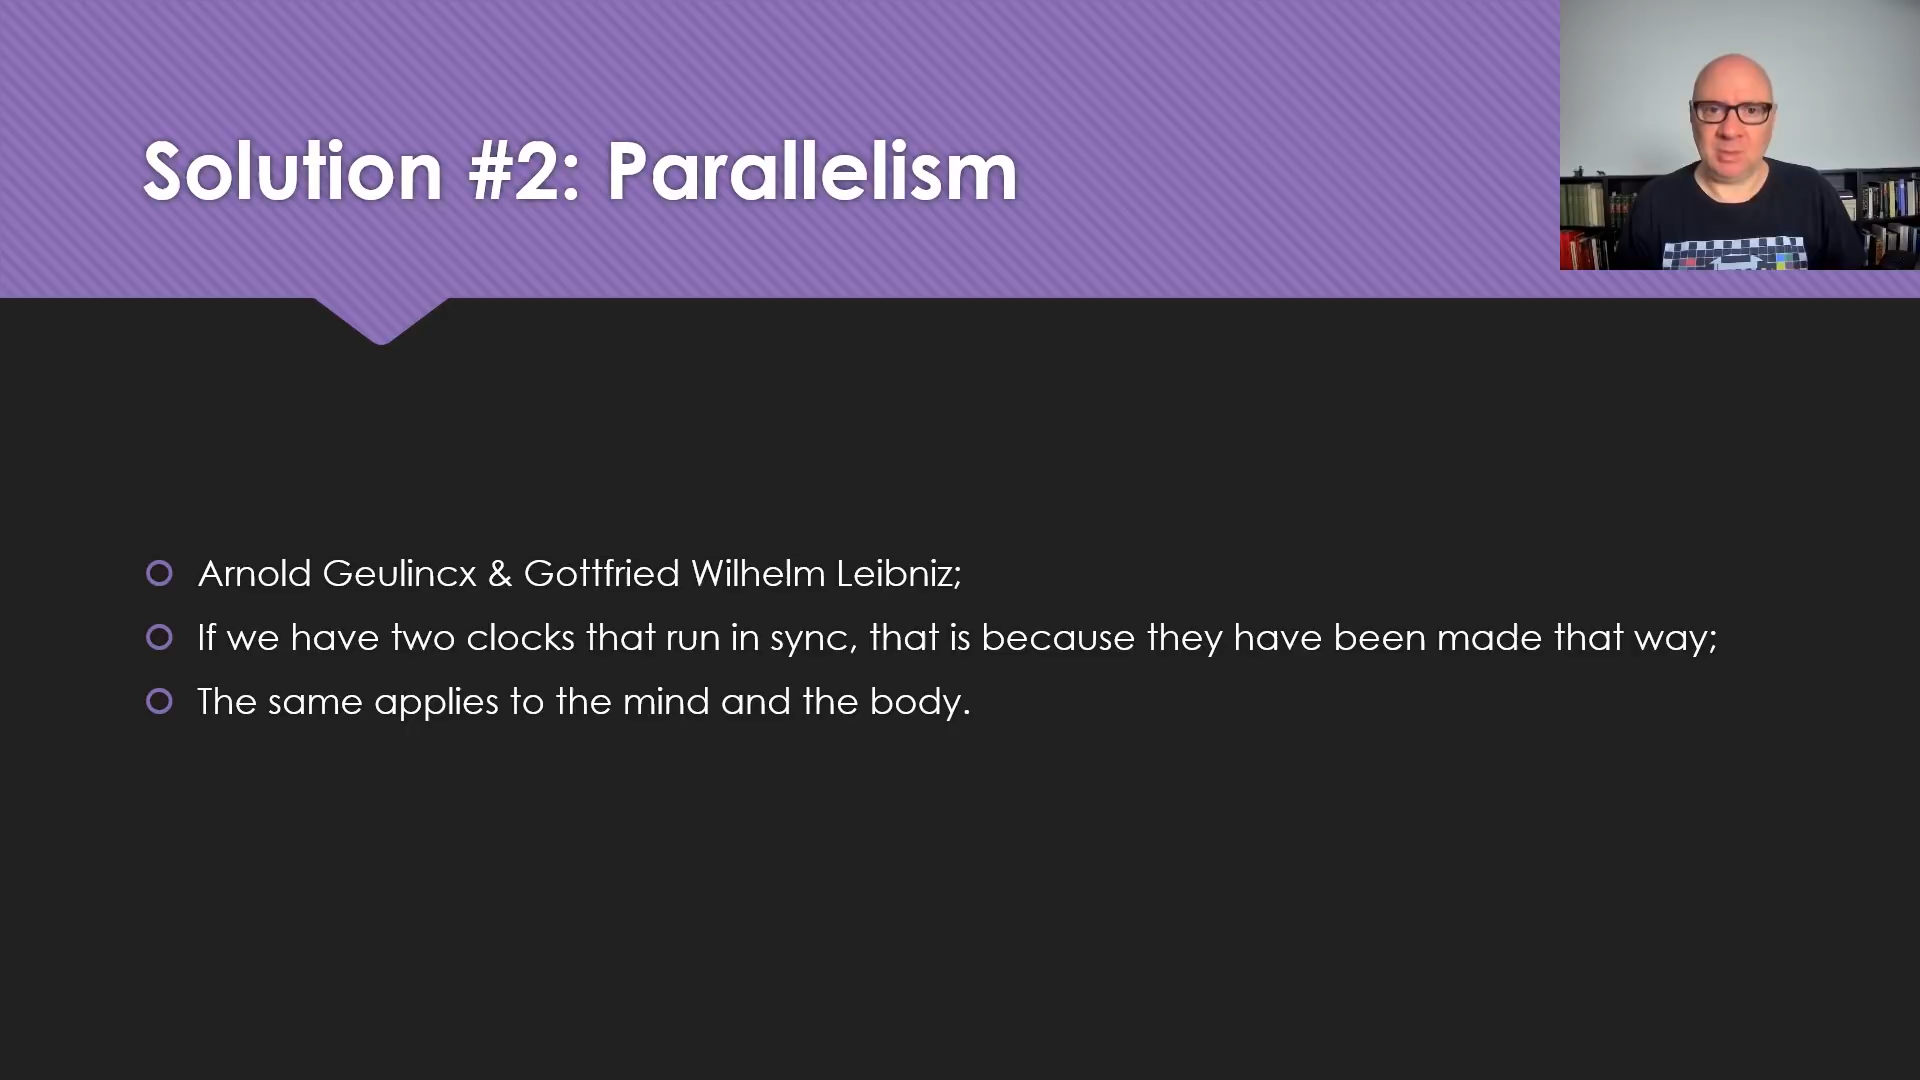 Solution #2: Parallelism
Arnold Geulincx & Gottfried Wilhelm Leibniz;
If we have two clocks that run in sync, that is because they have been made that way;
The same applies to the mind and the body.